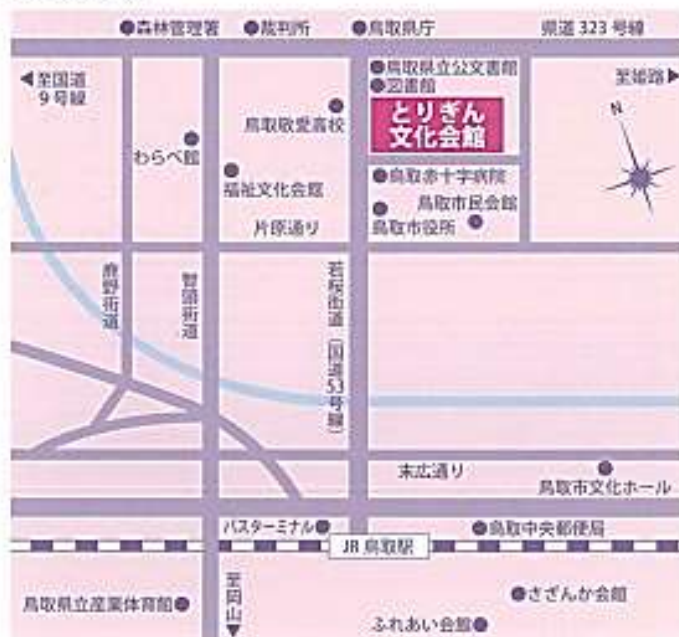 森林管理署
裁判所
鳥取県庁
県道323号線
至国道
9号線
鳥取県立公文書館
図書館
至姫路
とりぎん
文化会館
N
鳥取敬愛高校
わらべ館
福祉文化会館
鳥取赤十字病院
鳥取市民会館
鳥取市役所
片原通り
鹿野街道
智頭街道
若桜街道(国道53号線)
末広通り
鳥取市文化ホール
バスターミナル
鳥取中央郵便局
JR鳥取駅
至岡山
鳥取県立産業体育館
さざんか会館
ふれあい会館